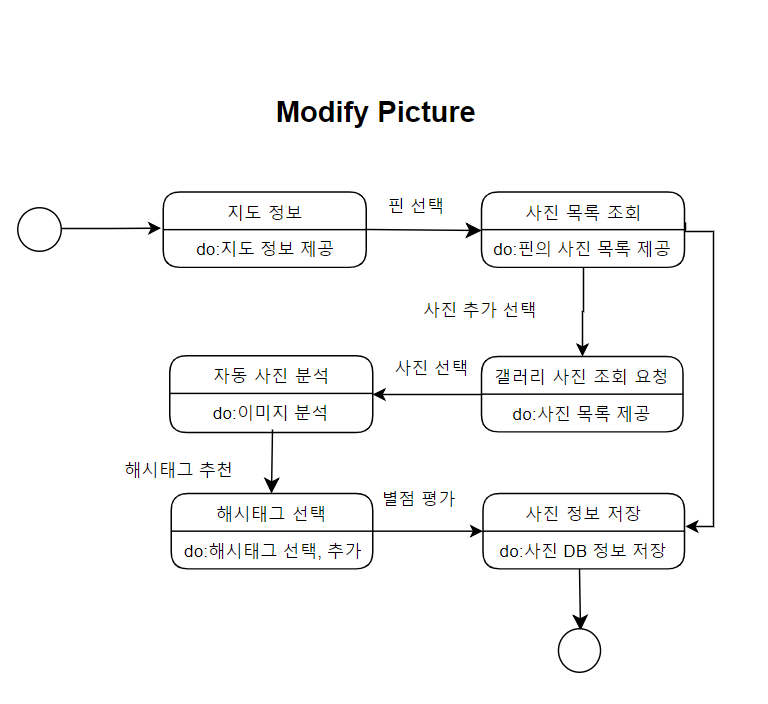 Modify Picture
지도 정보
do:지도 정보 제공
핀 선택
사진 목록 조회
do:핀의 사진 목록 제공
사진 추가 선택
갤러리 사진 조회 요청
do:사진 목록 제공
사진 선택
자동 사진 분석
do:이미지 분석
해시태그 추천
해시태그 선택
do:해시태그 선택, 추가
별점 평가
사진 정보 저장
do:사진 DB 정보 저장